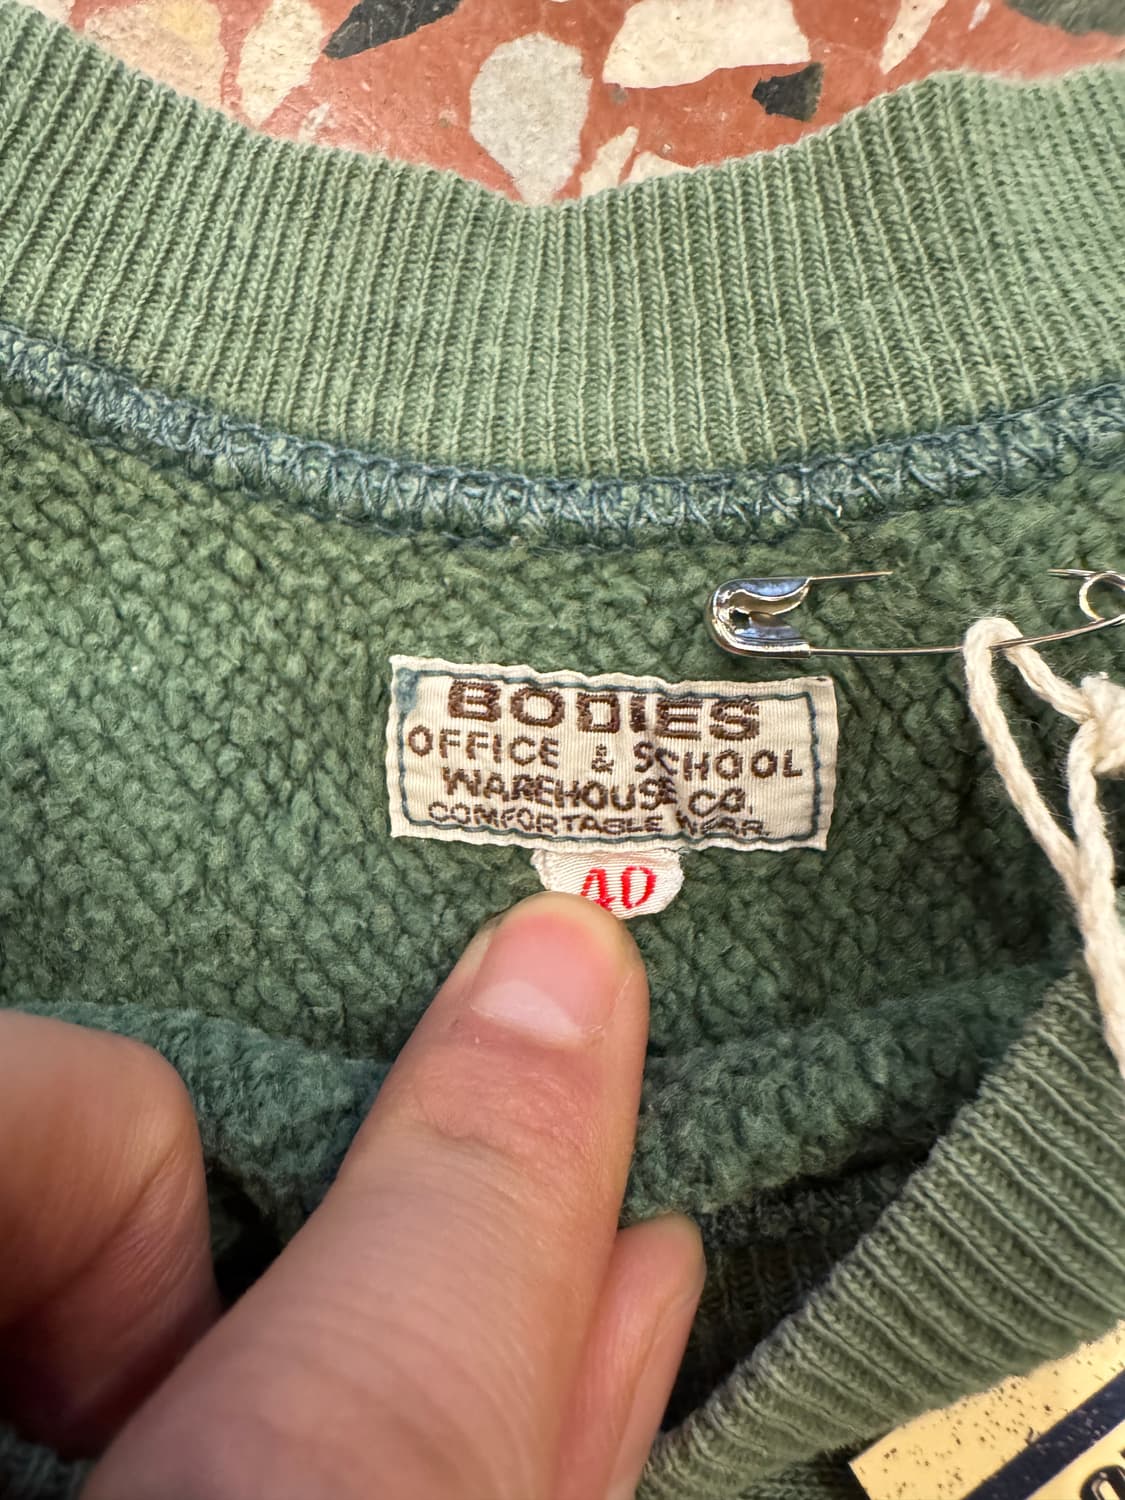 BODIES
OFFICE & SCHOOL
WAREHOUSE CO.
COMFORTABLE WEAR
40